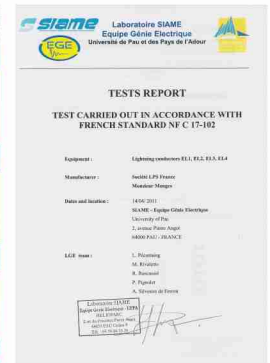 SIAME
EGE
Laboratoire SIAME
Equipe Génie Electrique
Université de Pau et des Pays de l'Adour
TESTS REPORT
TEST CARRIED OUT IN ACCORDANCE WITH
FRENCH STANDARD NF C 17-102
Equipment : Lightning conductors EL1, EL2, EL3, EL4
Manufacturer : Société LPS France
Monsieur Mangeo
Dates and location : 14/06/2011
SIAME - Equipe Génie Electrique
University of Pau
2, avenue Pierre Angot
64000 PAU - FRANCE
LGE team : L. Pécastaing
M. Rivaletto
P. Pignolet
A. Silvestre de Ferron
Laboratoire SIAME
Equipe Génie Electrique - UPPA
HELIOPARC